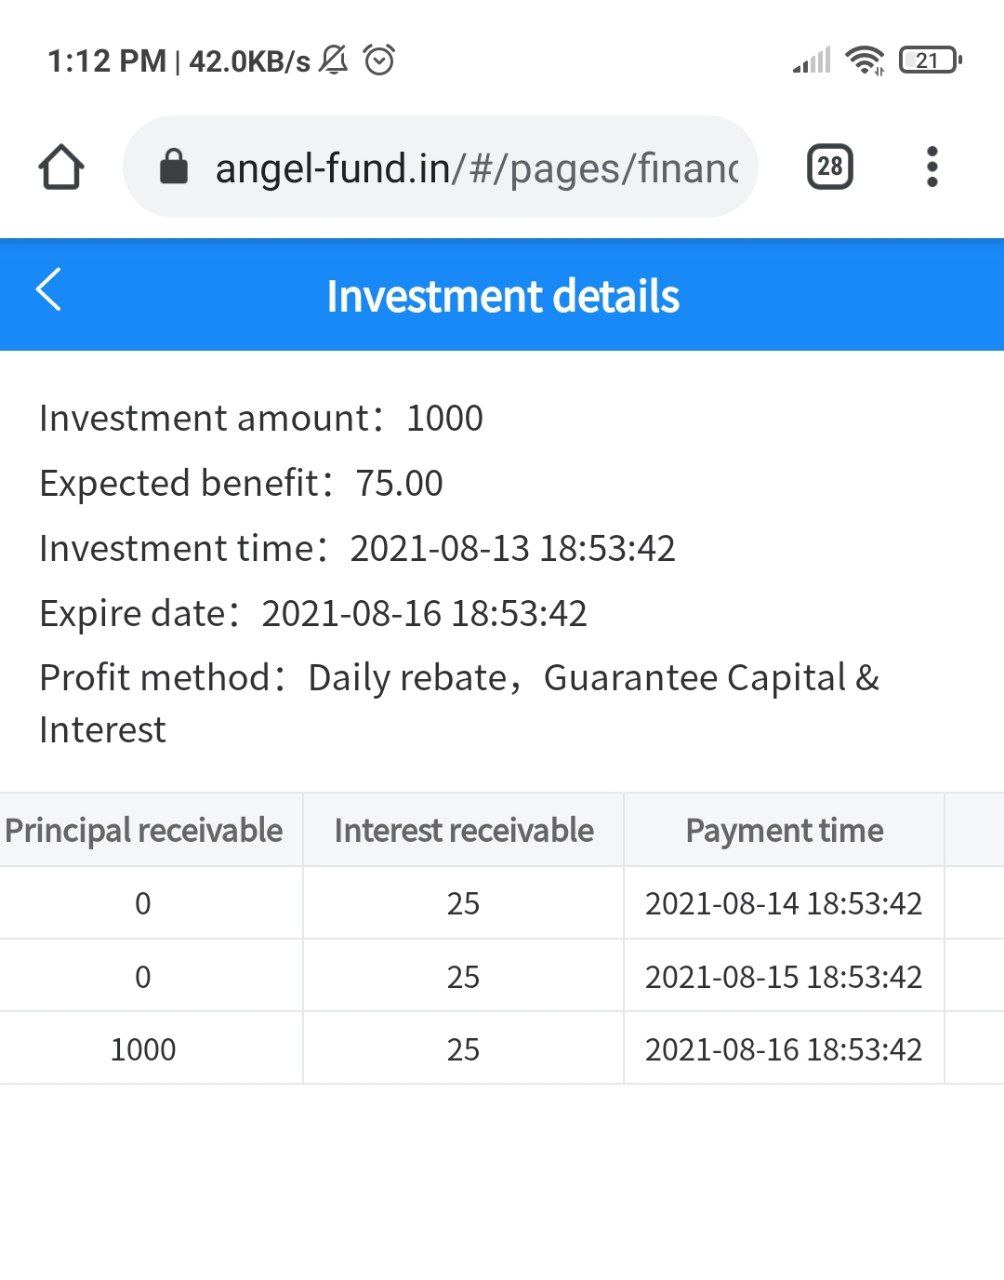 1:12 PM | 42.0KB/s
21
angel-fund.in/#/pages/financ
28
Investment details
Investment amount：1000
Expected benefit：75.00
Investment time：2021-08-13 18:53:42
Expire date：2021-08-16 18:53:42
Profit method：Daily rebate，Guarantee Capital &
Interest
Principal receivable Interest receivable Payment time
0 25 2021-08-14 18:53:42
0 25 2021-08-15 18:53:42
1000 25 2021-08-16 18:53:42